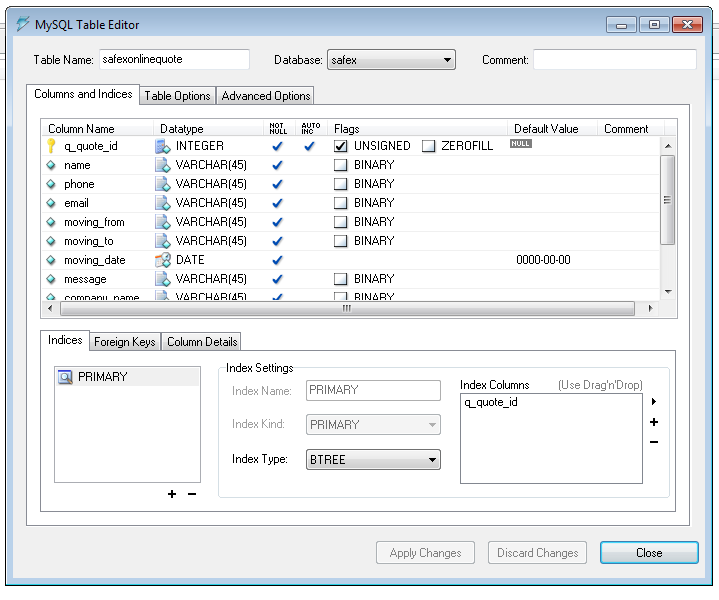 MySQL Table Editor
Table Name: safexonlinequote Database: safex Comment:
Columns and Indices Table Options Advanced Options
Column Name Datatype NOT NULL AUTO INC Flags Default Value Comment
q_quote_id INTEGER UNSIGNED ZEROFILL NULL
name VARCHAR(45) BINARY
phone VARCHAR(45) BINARY
email VARCHAR(45) BINARY
moving_from VARCHAR(45) BINARY
moving_to VARCHAR(45) BINARY
moving_date DATE 0000-00-00
message VARCHAR(45) BINARY
company_name VARCHAR(45) BINARY
Indices Foreign Keys Column Details
PRIMARY
Index Settings
Index Name: PRIMARY
Index Kind: PRIMARY
Index Type: BTREE
Index Columns (Use Drag'n'Drop)
q_quote_id
Apply Changes Discard Changes Close